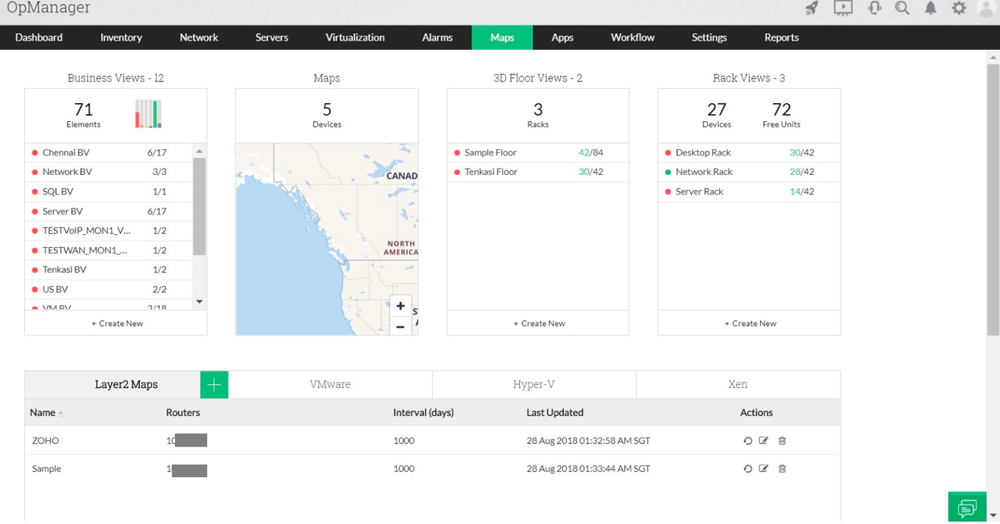 OpManager
Dashboard Inventory Network Servers Virtualization Alarms Maps Apps Workflow Settings Reports
Business Views - 12
71
Elements
Chennai BV 6/17
Network BV 3/3
SQL BV 1/1
Server BV 6/17
TESTVoIP_MON1_V... 1/2
TESTWAN_MON1_... 1/2
Tenkasi BV 1/2
US BV 2/2
VM BV 3/18
+ Create New
Maps
5
Devices
CANAD
NORTH
AMERICA
+
S
−
3D Floor Views - 2
3
Racks
Sample Floor 42/84
Tenkasi Floor 30/42
+ Create New
Rack Views - 3
27 72
Devices Free Units
Desktop Rack 30/42
Network Rack 28/42
Server Rack 14/42
+ Create New
Layer2 Maps + VMware Hyper-V Xen
Name Routers Interval (days) Last Updated Actions
ZOHO 10 1000 28 Aug 2018 01:32:58 AM SGT
Sample 1 1000 28 Aug 2018 01:33:44 AM SGT